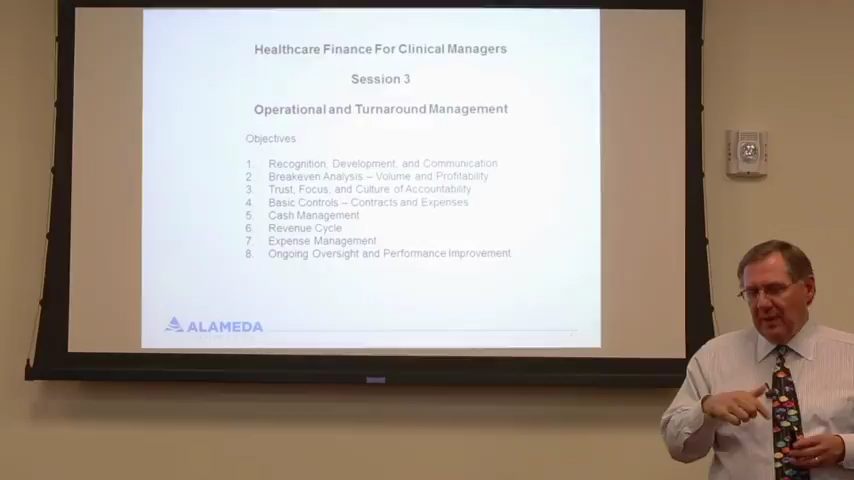 Healthcare Finance For Clinical Managers
Session 3
Operational and Turnaround Management
Objectives
1. Recognition, Development, and Communication
2. Breakeven Analysis – Volume and Profitability
3. Trust, Focus, and Culture of Accountability
4. Basic Controls – Contracts and Expenses
5. Cash Management
6. Revenue Cycle
7. Expense Management
8. Ongoing Oversight and Performance Improvement
ALAMEDA